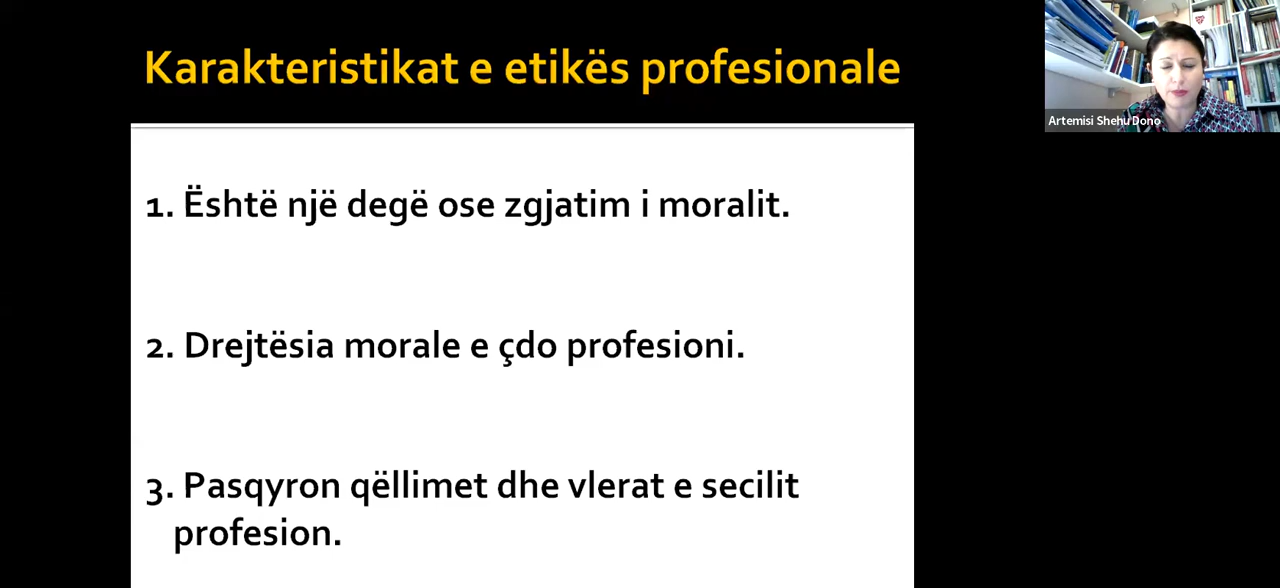 Karakteristikat e etikës profesionale
Artemisi Shehu Dono
1. Është një degë ose zgjatim i moralit.
2. Drejtësia morale e çdo profesioni.
3. Pasqyron qëllimet dhe vlerat e secilit
profesion.